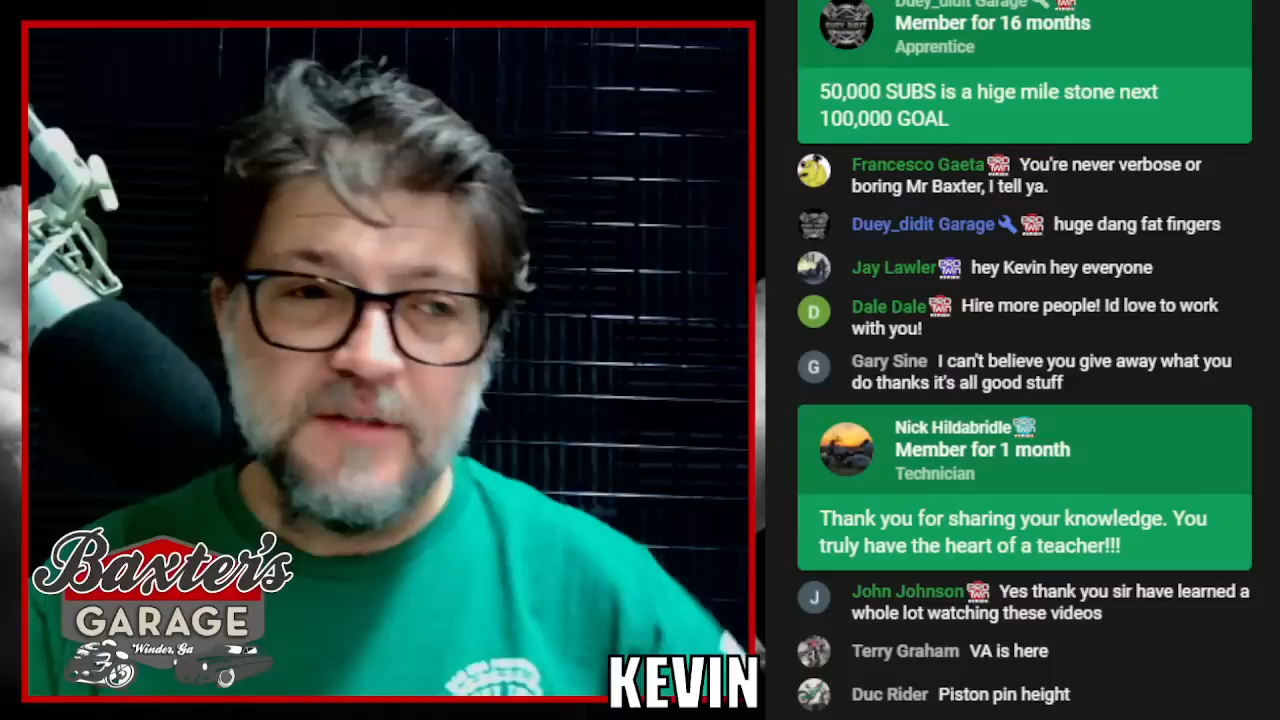 Duey_didit Garage
Member for 16 months
Apprentice
50,000 SUBS is a hige mile stone next
100,000 GOAL
Francesco Gaeta You're never verbose or
boring Mr Baxter, I tell ya.
Duey_didit Garage huge dang fat fingers
Jay Lawler hey Kevin hey everyone
Dale Dale Hire more people! Id love to work
with you!
Gary Sine I can't believe you give away what you
do thanks it's all good stuff
Nick Hildabridle
Member for 1 month
Technician
Thank you for sharing your knowledge. You
truly have the heart of a teacher!!!
John Johnson Yes thank you sir have learned a
whole lot watching these videos
Terry Graham VA is here
Duc Rider Piston pin height
D
G
J
Baxter's
GARAGE
Winder, Ga
KEVIN